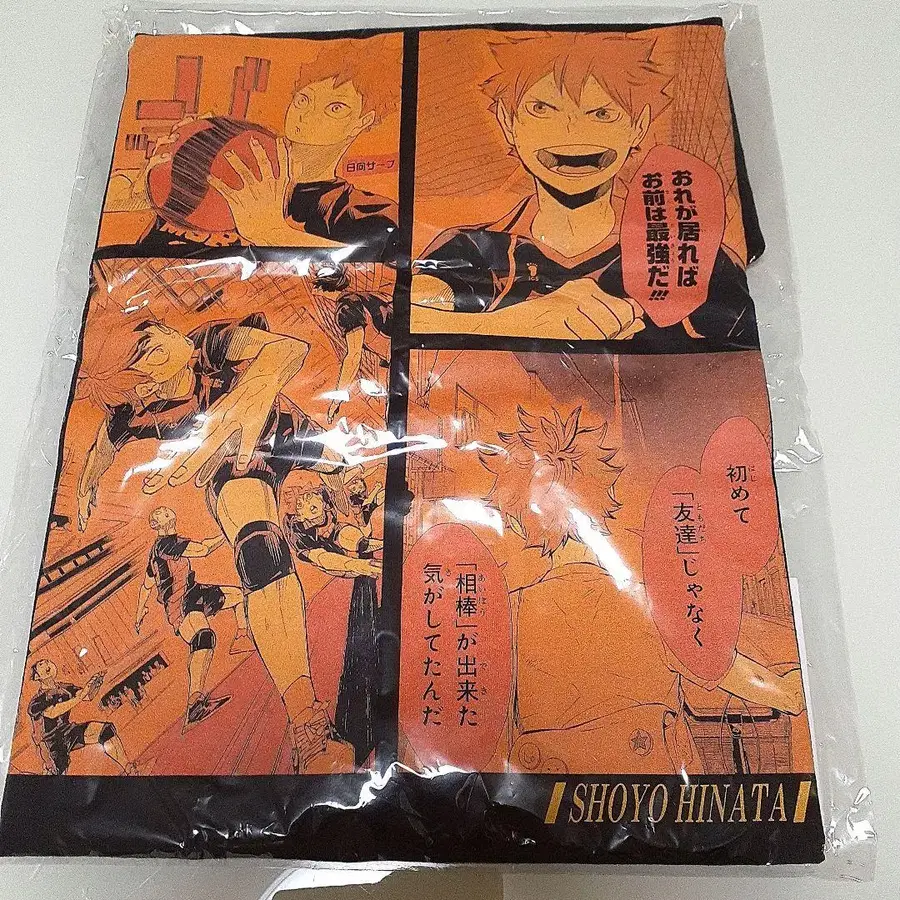 日向サーブ
おれが居れば
お前は最強だ!!!
初めて
「友達」じゃなく
「相棒」が出来た
気がしてたんだ
SHOYO HINATA